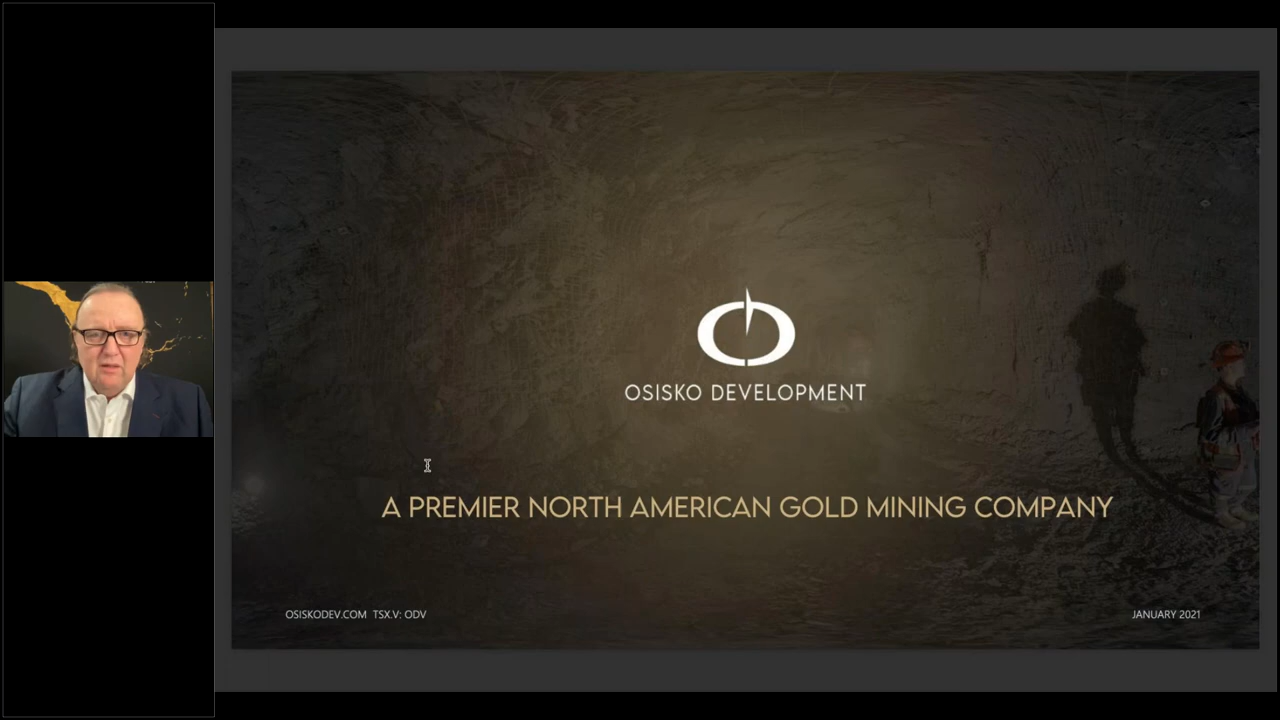 OSISKO DEVELOPMENT
A PREMIER NORTH AMERICAN GOLD MINING COMPANY
OSISKODEV.COM TSX.V: ODV
JANUARY 2021